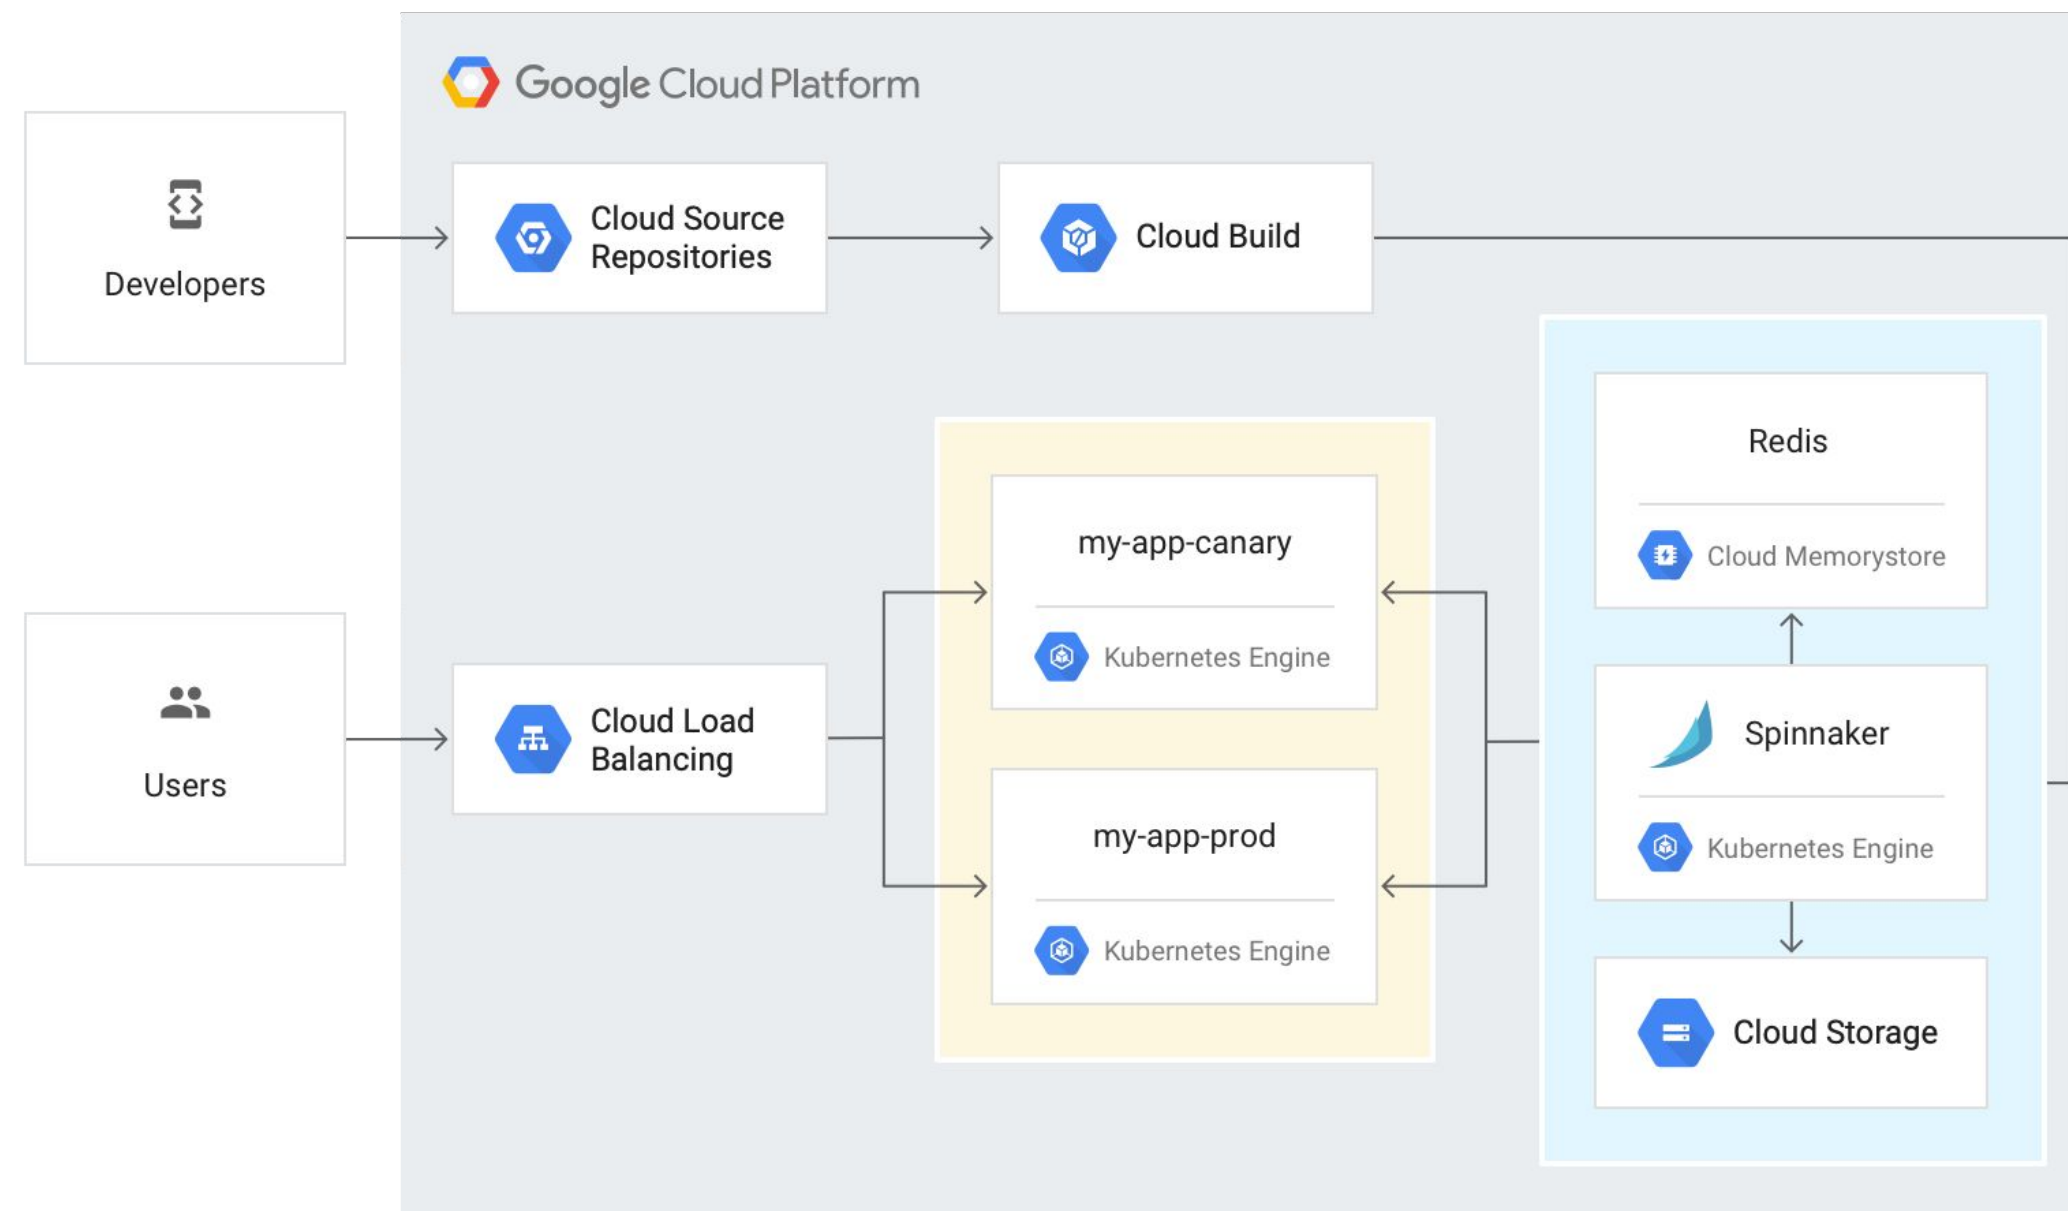 Google Cloud Platform
Developers
Cloud Source
Repositories
Cloud Build
Users
Cloud Load
Balancing
my-app-canary
Kubernetes Engine
my-app-prod
Kubernetes Engine
Redis
Cloud Memorystore
Spinnaker
Kubernetes Engine
Cloud Storage